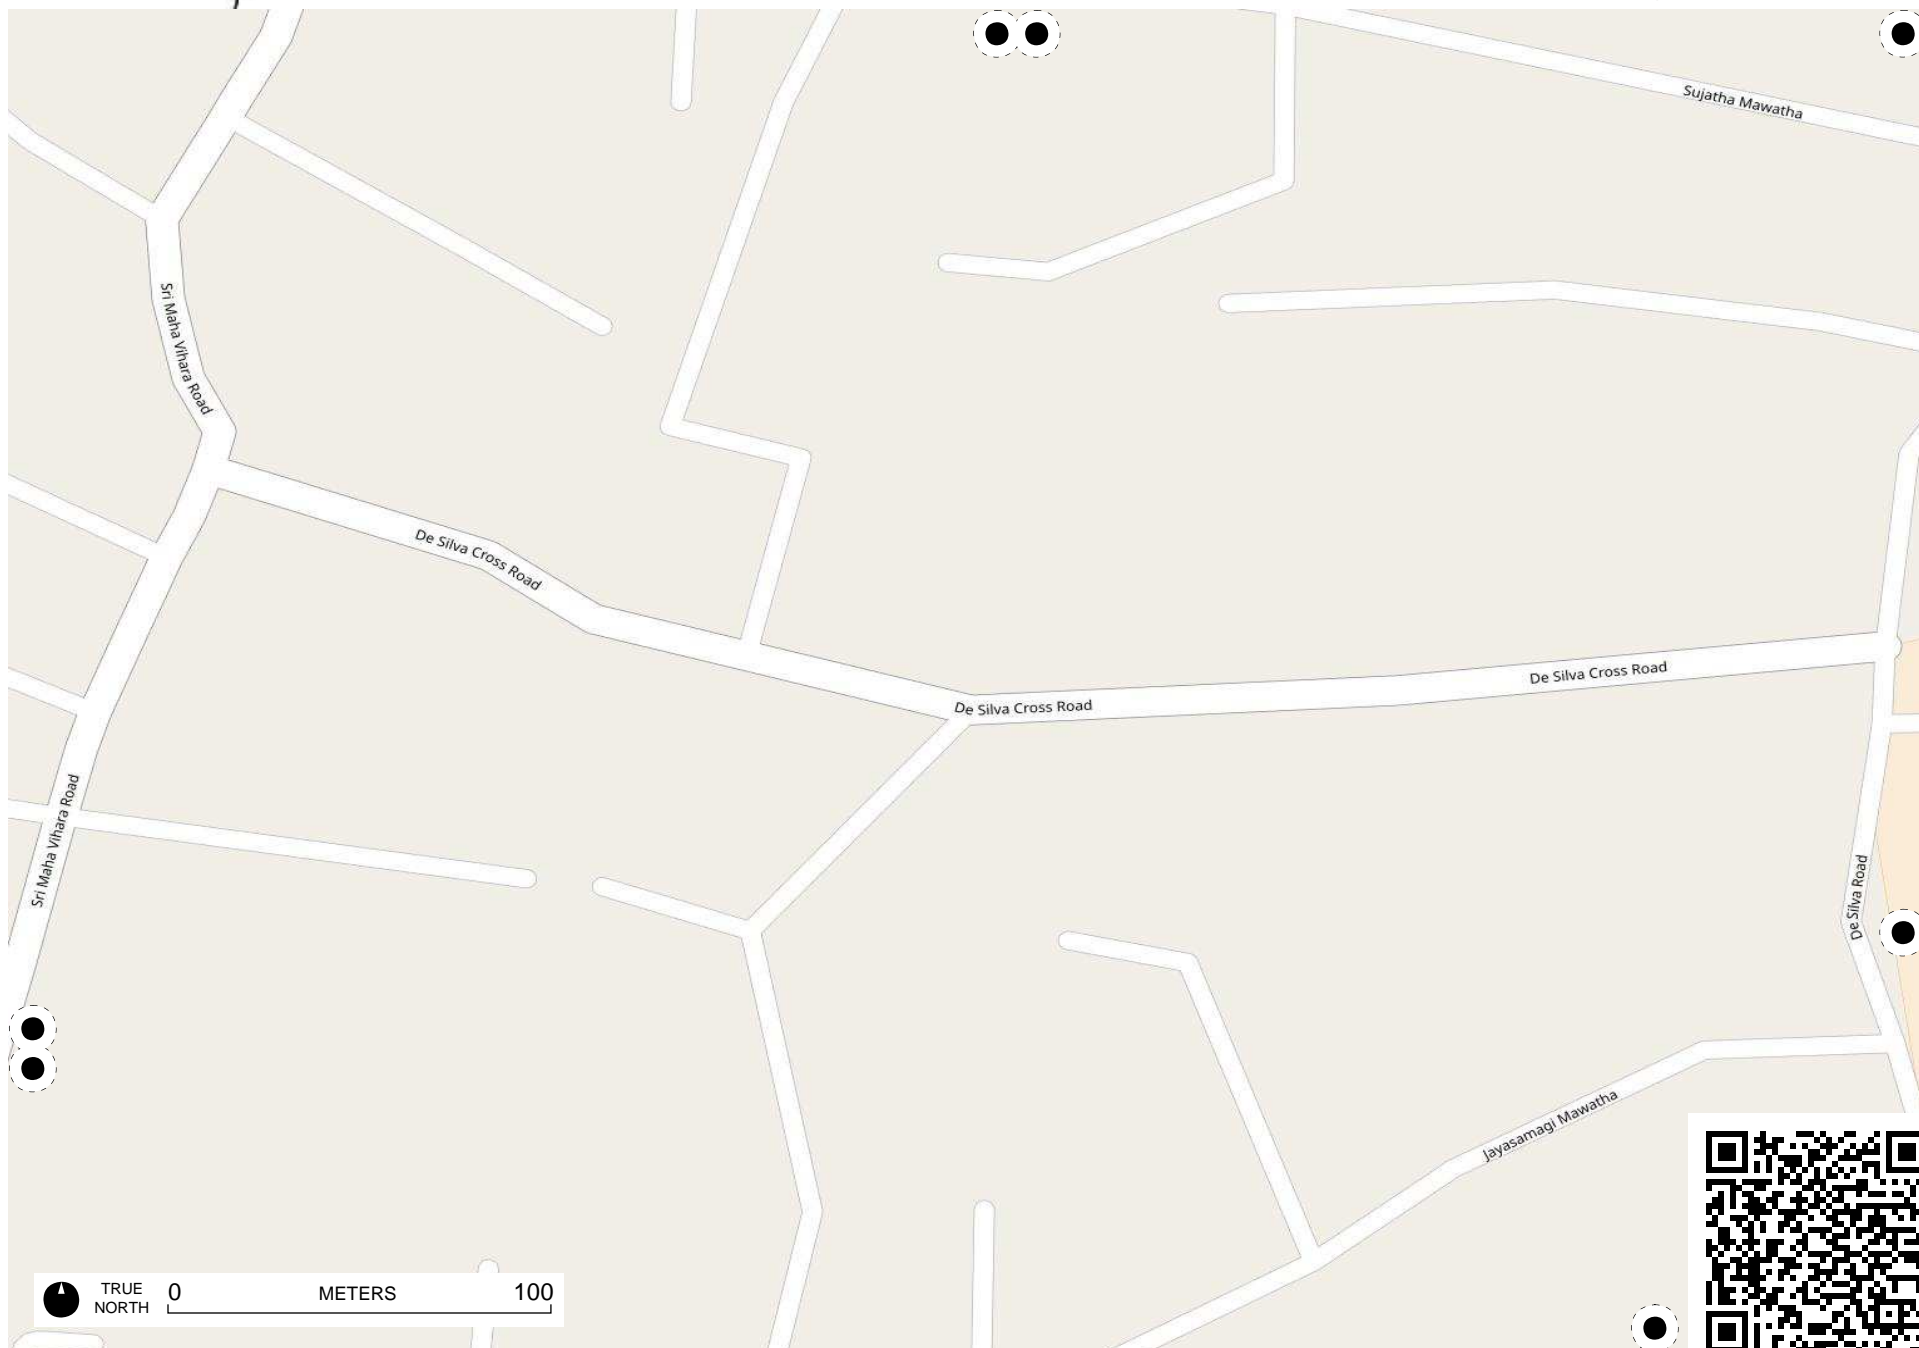 Sujatha Mawatha
Sri Maha Vihara Road
De Silva Cross Road
De Silva Cross Road
De Silva Cross Road
Sri Maha Vihara Road
De Silva Road
Jayasamagi Mawatha
TRUE
NORTH
0 METERS 100